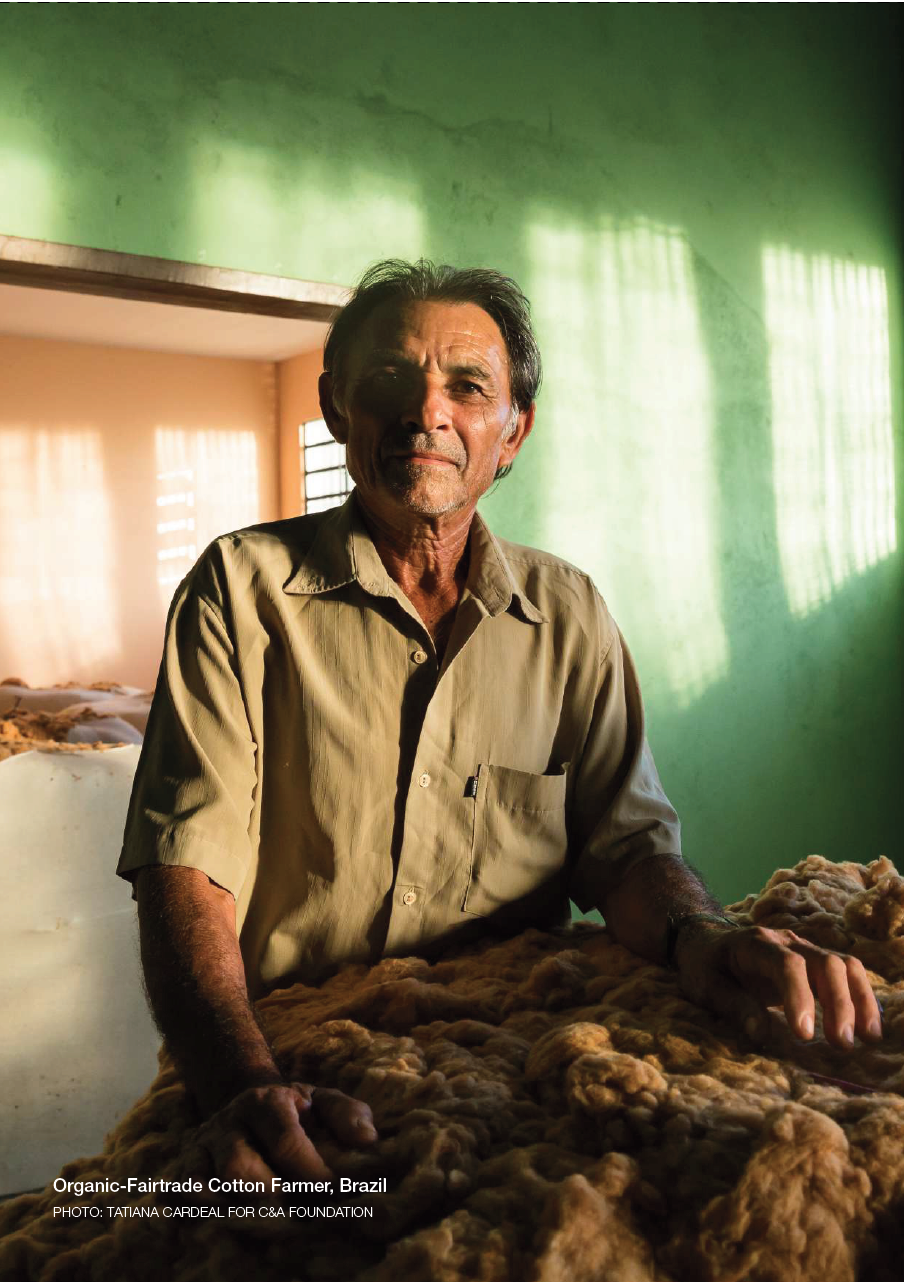 Organic-Fairtrade Cotton Farmer, Brazil
PHOTO: TATIANA CARDEAL FOR C&A FOUNDATION